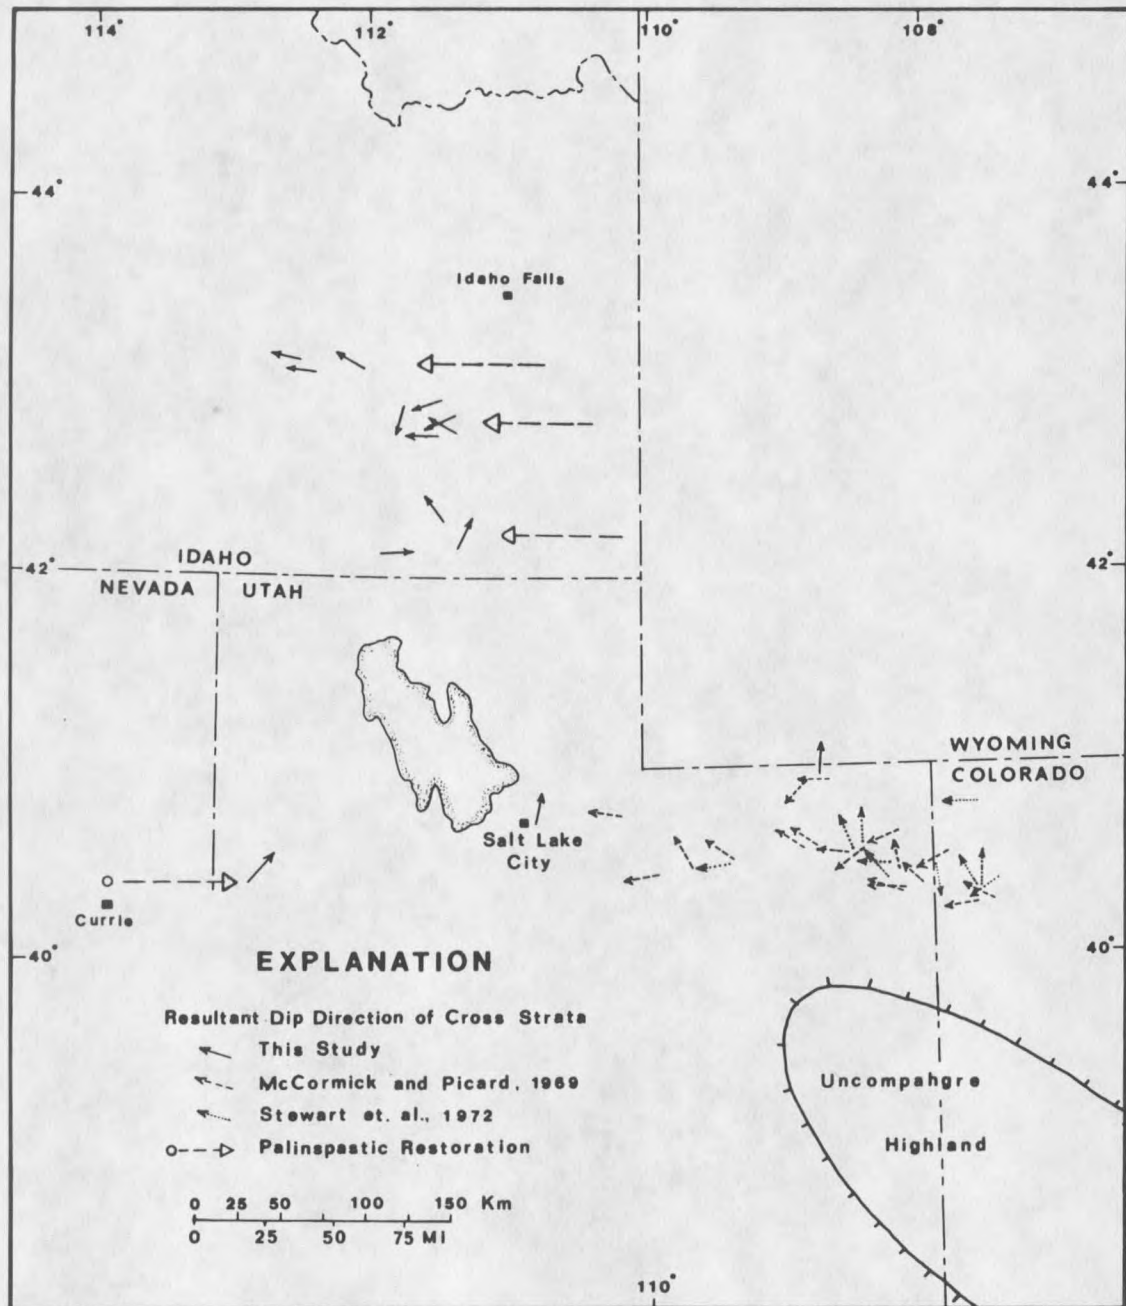 114°
112°
110°
108°
44°
44°
Idaho Falls
42°
42°
IDAHO
NEVADA
UTAH
WYOMING
COLORADO
Salt Lake
City
Currie
40°
40°
EXPLANATION
Resultant Dip Direction of Cross Strata
This Study
McCormick and Picard, 1969
Stewart et. al., 1972
Palinspastic Restoration
Uncompahgre
Highland
0 25 50 100 150 Km
0 25 50 75 MI
110°